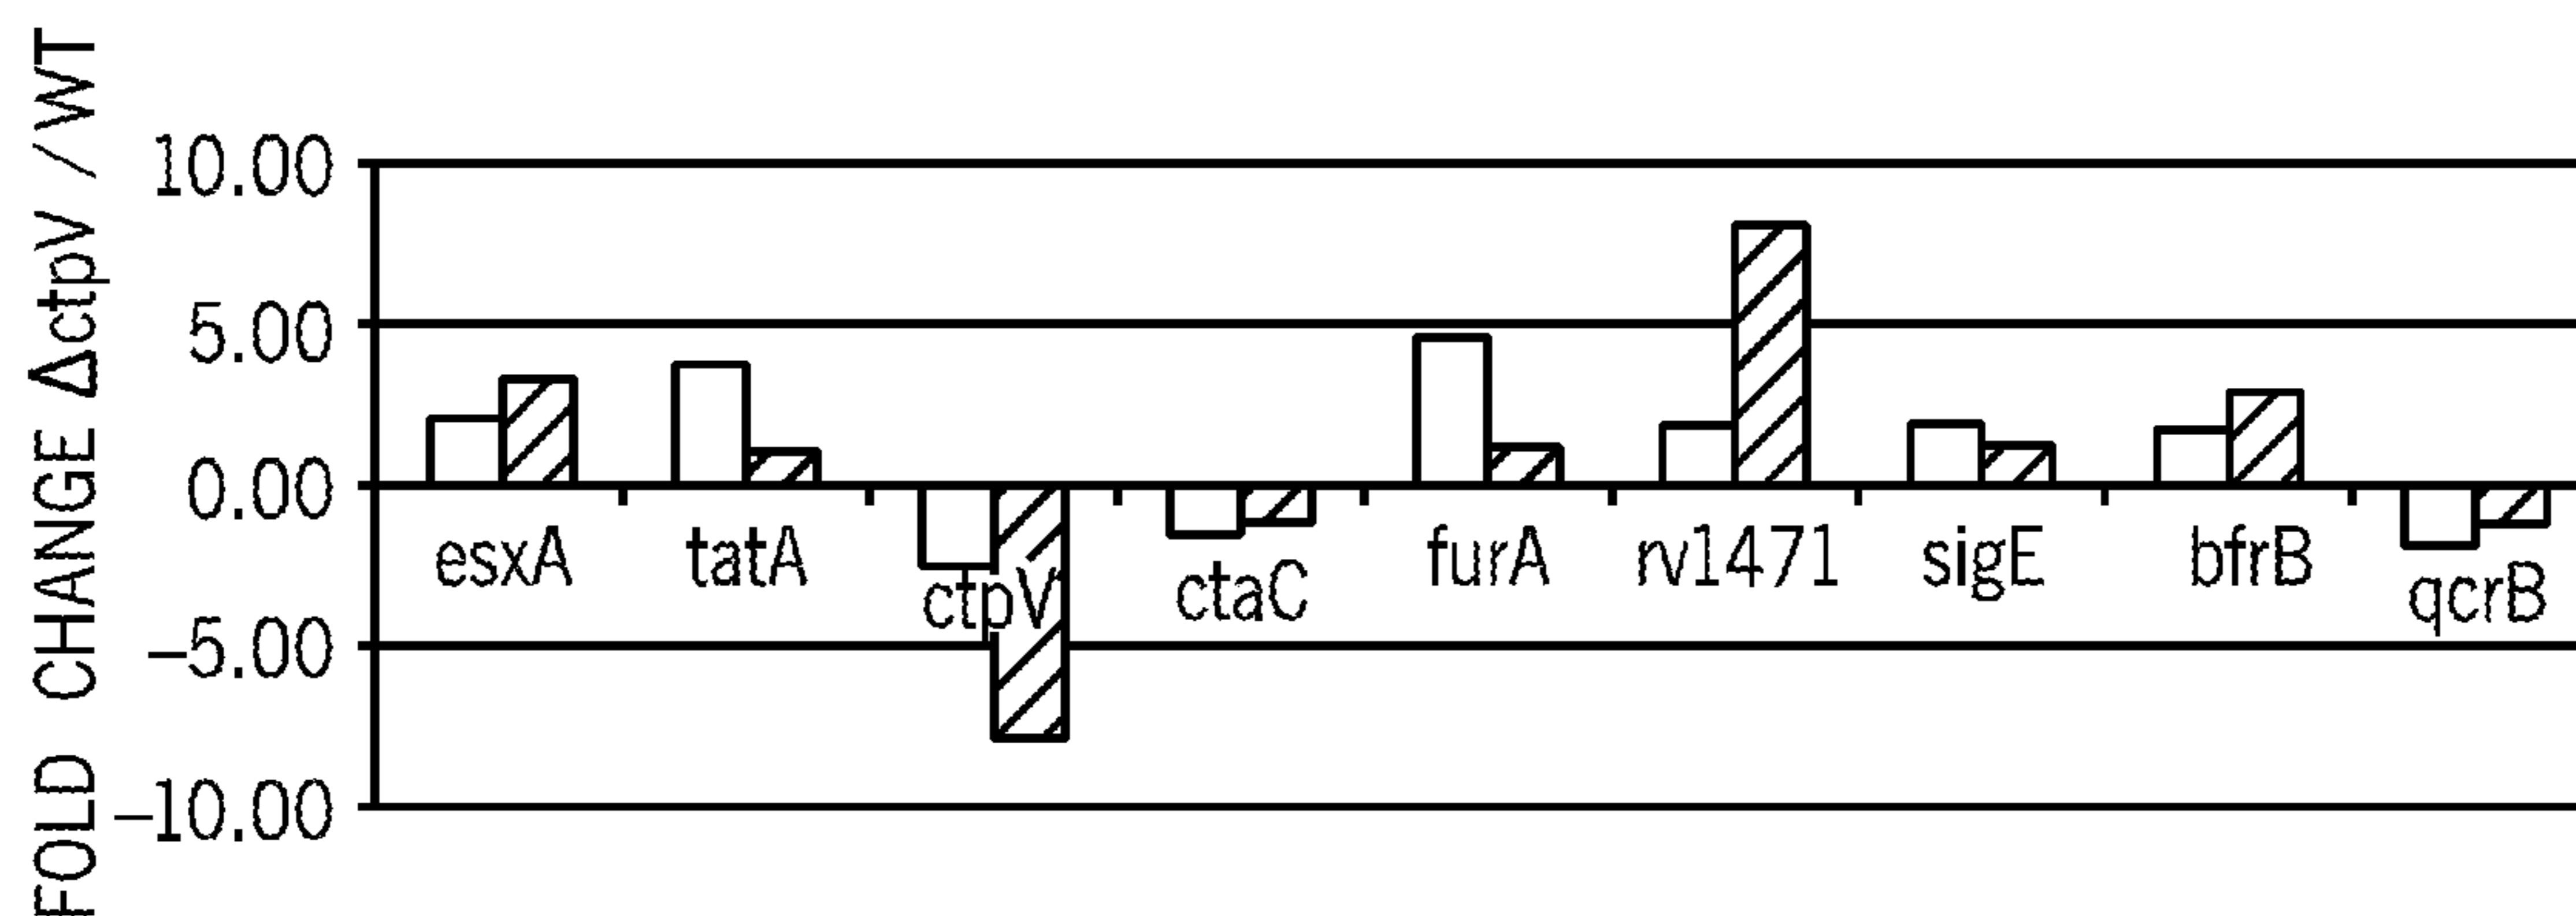 FOLD CHANGE ΔctpV / WT
10.00
5.00
0.00
−5.00
−10.00
esxA tatA ctpV ctaC furA rv1471 sigE bfrB qcrB